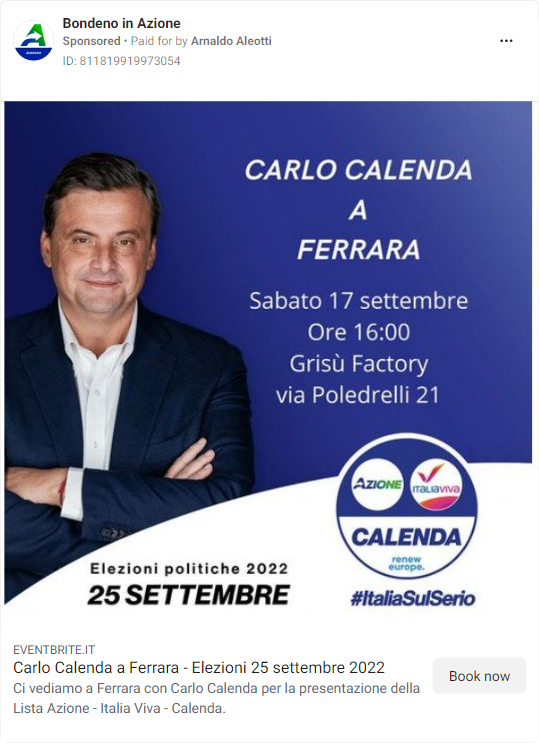 Bondeno in Azione
Sponsored • Paid for by Arnaldo Aleotti
ID: 811819919973054
CARLO CALENDA
A
FERRARA
Sabato 17 settembre
Ore 16:00
Grisù Factory
via Poledrelli 21
AZIONE
ITALIAVIVA
CALENDA
renew
europe.
Elezioni politiche 2022
25 SETTEMBRE
#ItaliaSulSerio
EVENTBRITE.IT
Carlo Calenda a Ferrara - Elezioni 25 settembre 2022
Ci vediamo a Ferrara con Carlo Calenda per la presentazione della
Lista Azione - Italia Viva - Calenda.
Book now